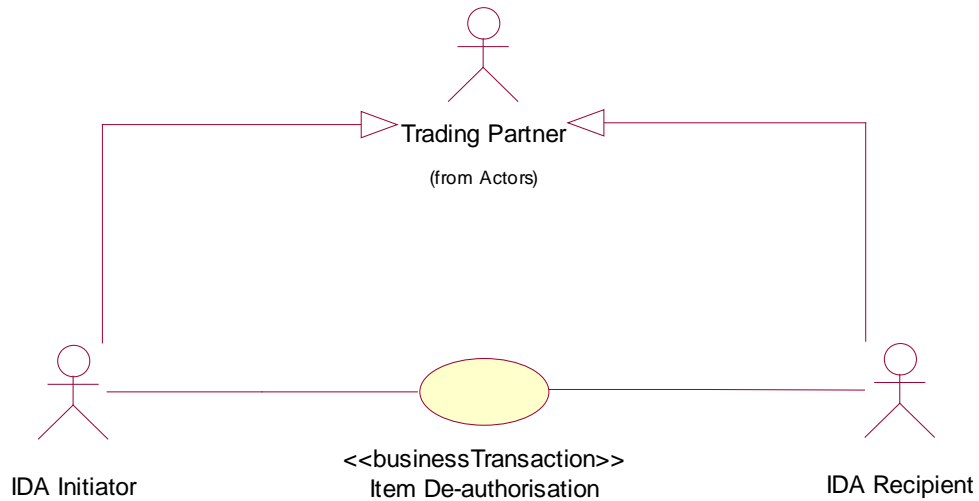 Trading Partner
(from Actors)
<<businessTransaction>>
IDA Initiator
Item De-authorisation
IDA Recipient